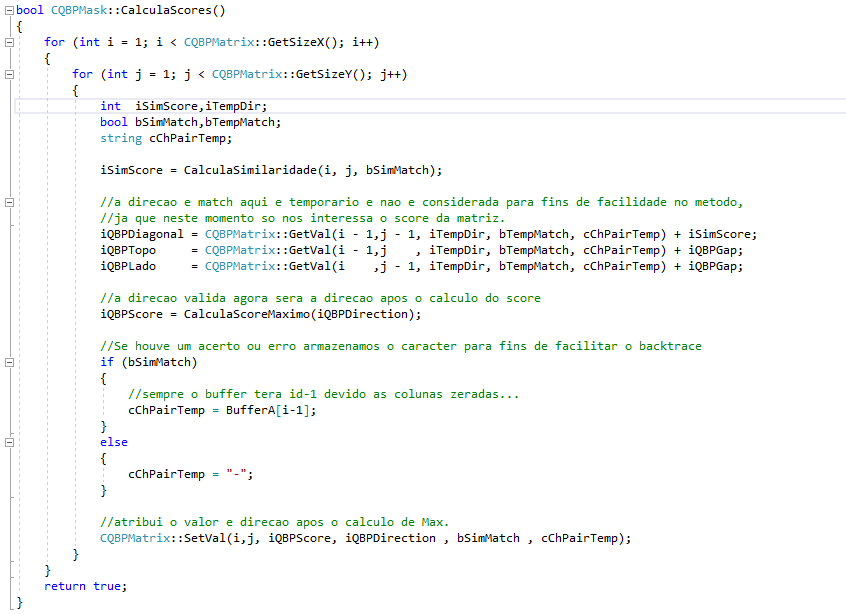 bool CQBPMask::CalculaScores()
{
    for (int i = 1; i < CQBPMatrix::GetSizeX(); i++)
    {
        for (int j = 1; j < CQBPMatrix::GetSizeY(); j++)
        {
            int  iSimScore,iTempDir;
            bool bSimMatch,bTempMatch;
            string cChPairTemp;

            iSimScore = CalculaSimilaridade(i, j, bSimMatch);

            //a direcao e match aqui e temporario e nao e considerada para fins de facilidade no metodo,
            //ja que neste momento so nos interessa o score da matriz.
            iQBPDiagonal = CQBPMatrix::GetVal(i - 1,j - 1, iTempDir, bTempMatch, cChPairTemp) + iSimScore;
            iQBPTopo     = CQBPMatrix::GetVal(i - 1,j    , iTempDir, bTempMatch, cChPairTemp) + iQBPGap;
            iQBPLado     = CQBPMatrix::GetVal(i    ,j - 1, iTempDir, bTempMatch, cChPairTemp) + iQBPGap;

            //a direcao valida agora sera a direcao apos o calculo do score
            iQBPScore = CalculaScoreMaximo(iQBPDirection);

            //Se houve um acerto ou erro armazenamos o caracter para fins de facilitar o backtrace
            if (bSimMatch)
            {
                //sempre o buffer tera id-1 devido as colunas zeradas...
                cChPairTemp = BufferA[i-1];
            }
            else
            {
                cChPairTemp = "-";
            }

            //atribui o valor e direcao apos o calculo de Max.
            CQBPMatrix::SetVal(i,j, iQBPScore, iQBPDirection , bSimMatch , cChPairTemp);
        }
    }
    return true;
}